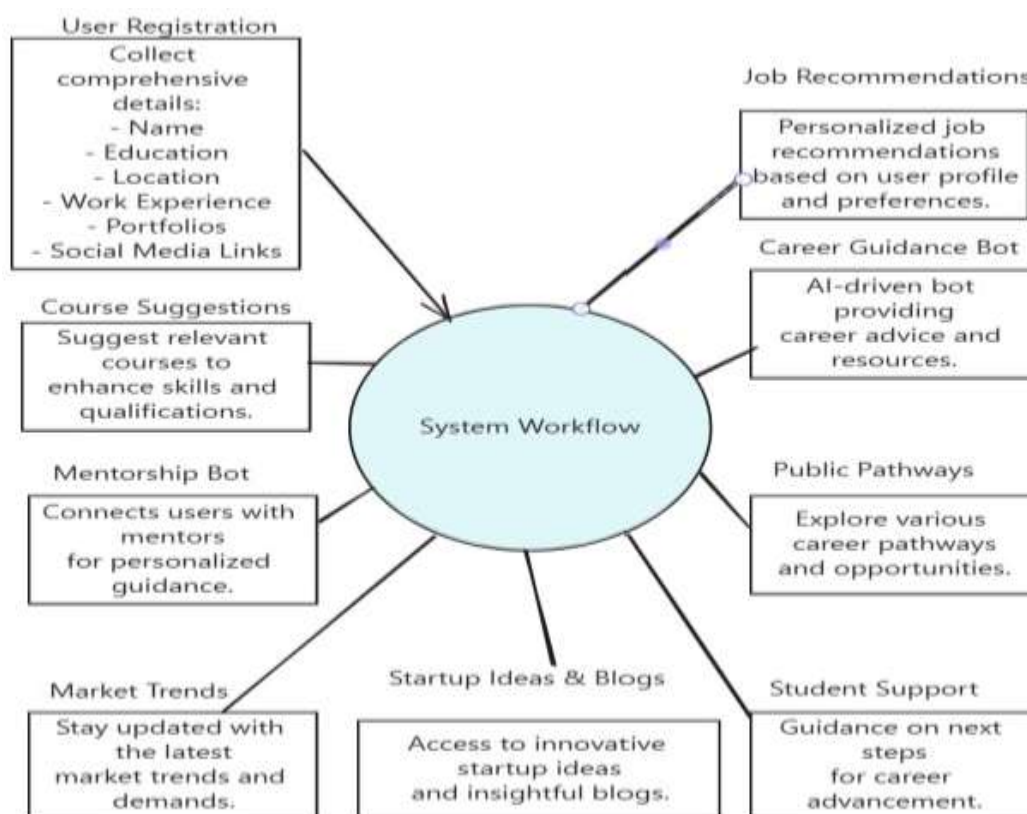 User Registration
Collect
comprehensive
details:
- Name
- Education
- Location
- Work Experience
- Portfolios
- Social Media Links
Job Recommendations
Personalized job
recommendations
based on user profile
and preferences.
Course Suggestions
Suggest relevant
courses to
enhance skills and
qualifications.
Career Guidance Bot
AI-driven bot
providing
career advice and
resources.
System Workflow
Mentorship Bot
Connects users with
mentors
for personalized
guidance.
Public Pathways
Explore various
career pathways
and opportunities.
Market Trends
Stay updated with
the latest
market trends and
demands.
Startup Ideas & Blogs
Access to innovative
startup ideas
and insightful blogs.
Student Support
Guidance on next
steps
for career
advancement.